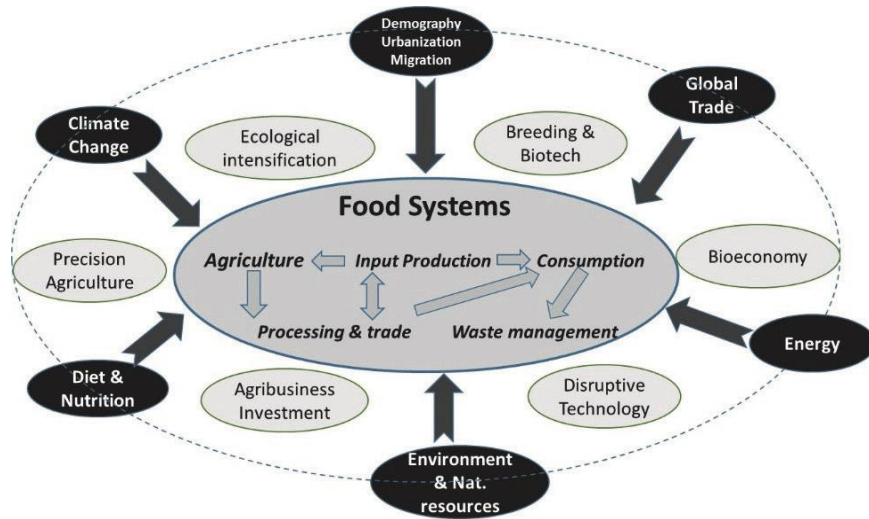 Demography
Urbanization
Migration
Global
Trade
Climate
Change
Ecological
intensification
Breeding &
Biotech
Food Systems
Precision
Agriculture
Agriculture
Input Production
Consumption
Bioeconomy
Processing & trade
Waste management
Energy
Diet &
Nutrition
Agribusiness
Investment
Disruptive
Technology
Environment
& Nat.
resources